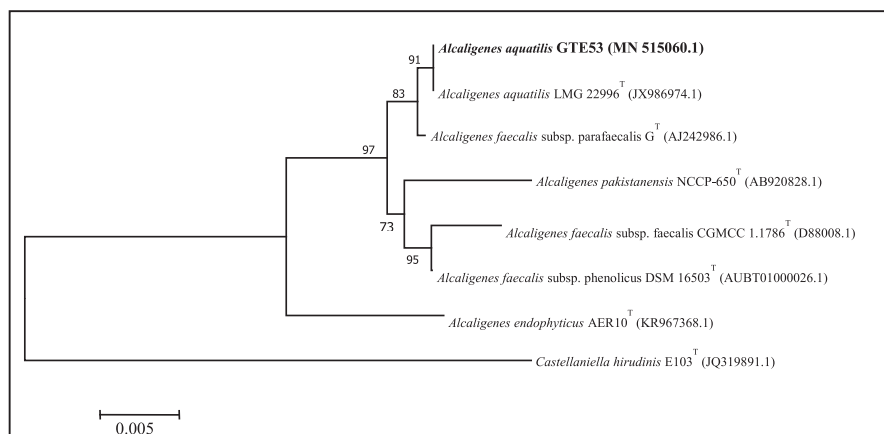 Alcaligenes aquatilis GTE53 (MN 515060.1)
91
Alcaligenes aquatilis LMG 22996T (JX986974.1)
83
Alcaligenes faecalis subsp. parafaecalis GT (AJ242986.1)
97
Alcaligenes pakistanensis NCCP-650T (AB920828.1)
73
Alcaligenes faecalis subsp. faecalis CGMCC 1.1786T (D88008.1)
95
Alcaligenes faecalis subsp. phenolicus DSM 16503T (AUBT01000026.1)
Alcaligenes endophyticus AER10T (KR967368.1)
Castellaniella hirudinis E103T (JQ319891.1)
0.005